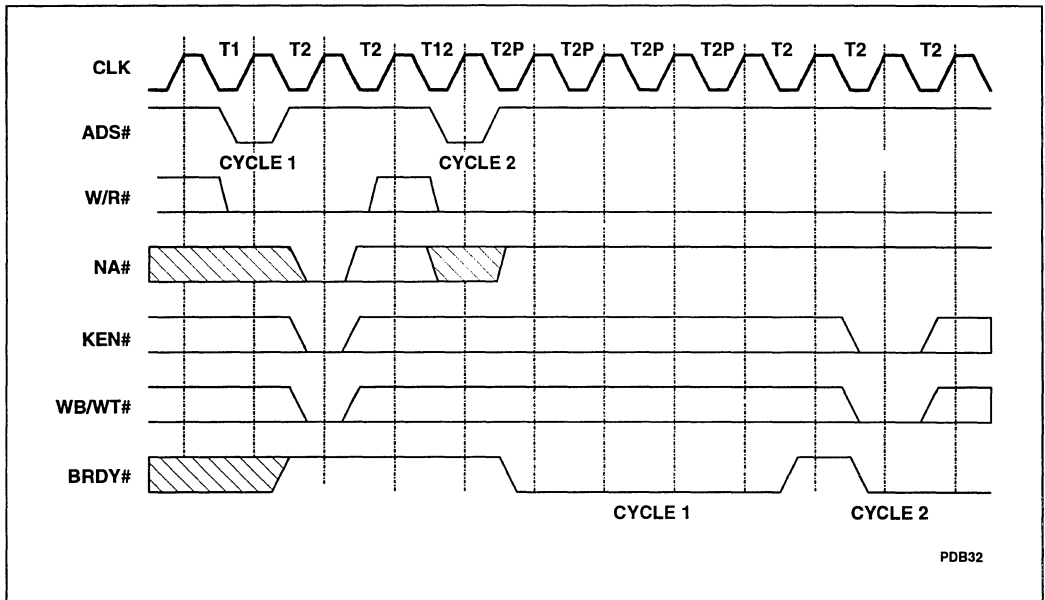 T1 T2 T2 T12 T2P T2P T2P T2P T2 T2 T2
CLK
ADS#
CYCLE 1 CYCLE 2
W/R#
NA#
KEN#
WB/WT#
BRDY#
CYCLE 1 CYCLE 2
PDB32